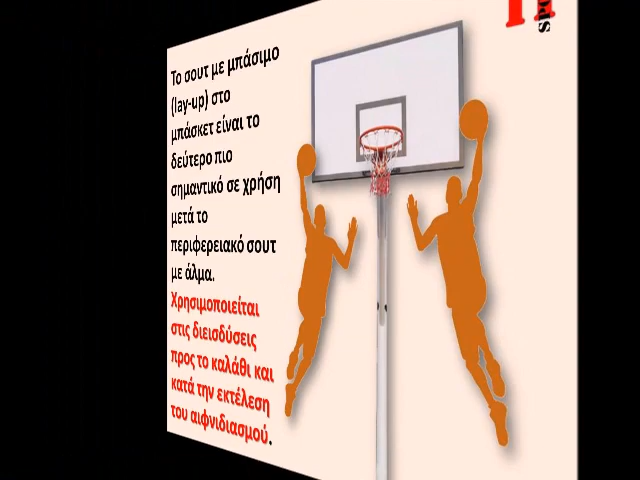 Το σουτ με μπάσιμο
(lay-up) στο
μπάσκετ είναι το
δεύτερο πιο
σημαντικό σε χρήση
μετά το
περιφερειακό σουτ
με άλμα.
Χρησιμοποιείται
στις διεισδύσεις
προς το καλάθι και
κατά την εκτέλεση
του αιφνιδιασμού.